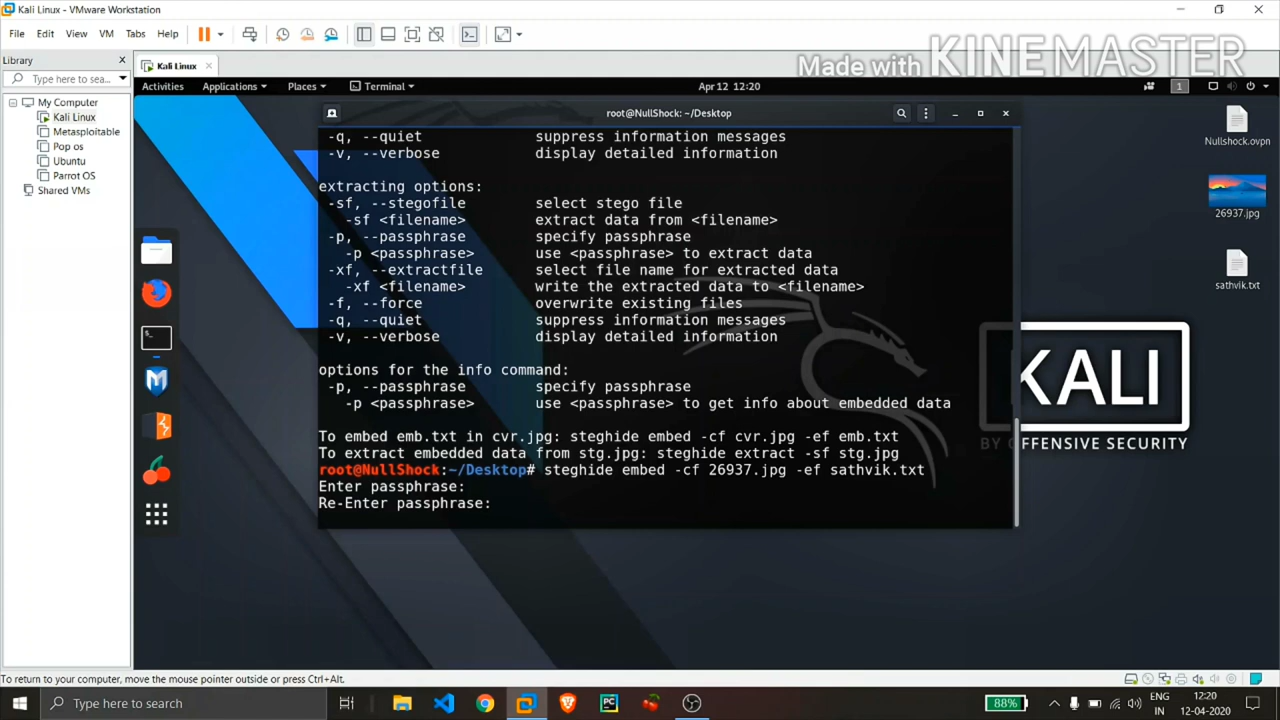 Kali Linux - VMware Workstation
File Edit View VM Tabs Help
Made with KINEMASTER
Library
Type here to sea...
My Computer
Kali Linux
Metasploitable
Pop os
Ubuntu
Parrot OS
Shared VMs
Kali Linux
Activities Applications Places Terminal Apr 12 12:20 1
root@NullShock: ~/Desktop
-q, --quiet suppress information messages
-v, --verbose display detailed information
extracting options:
-sf, --stegofile select stego file
-sf <filename> extract data from <filename>
-p, --passphrase specify passphrase
-p <passphrase> use <passphrase> to extract data
-xf, --extractfile select file name for extracted data
-xf <filename> write the extracted data to <filename>
-f, --force overwrite existing files
-q, --quiet suppress information messages
-v, --verbose display detailed information
options for the info command:
-p, --passphrase specify passphrase
-p <passphrase> use <passphrase> to get info about embedded data
To embed emb.txt in cvr.jpg: steghide embed -cf cvr.jpg -ef emb.txt
To extract embedded data from stg.jpg: steghide extract -sf stg.jpg
root@NullShock:~/Desktop# steghide embed -cf 26937.jpg -ef sathvik.txt
Enter passphrase:
Re-Enter passphrase:
Nullshock.ovpn
26937.jpg
sathvik.txt
KALI
BY OFFENSIVE SECURITY
To return to your computer, move the mouse pointer outside or press Ctrl+Alt.
Type here to search
PC
88%
ENG
IN
12:20
12-04-2020